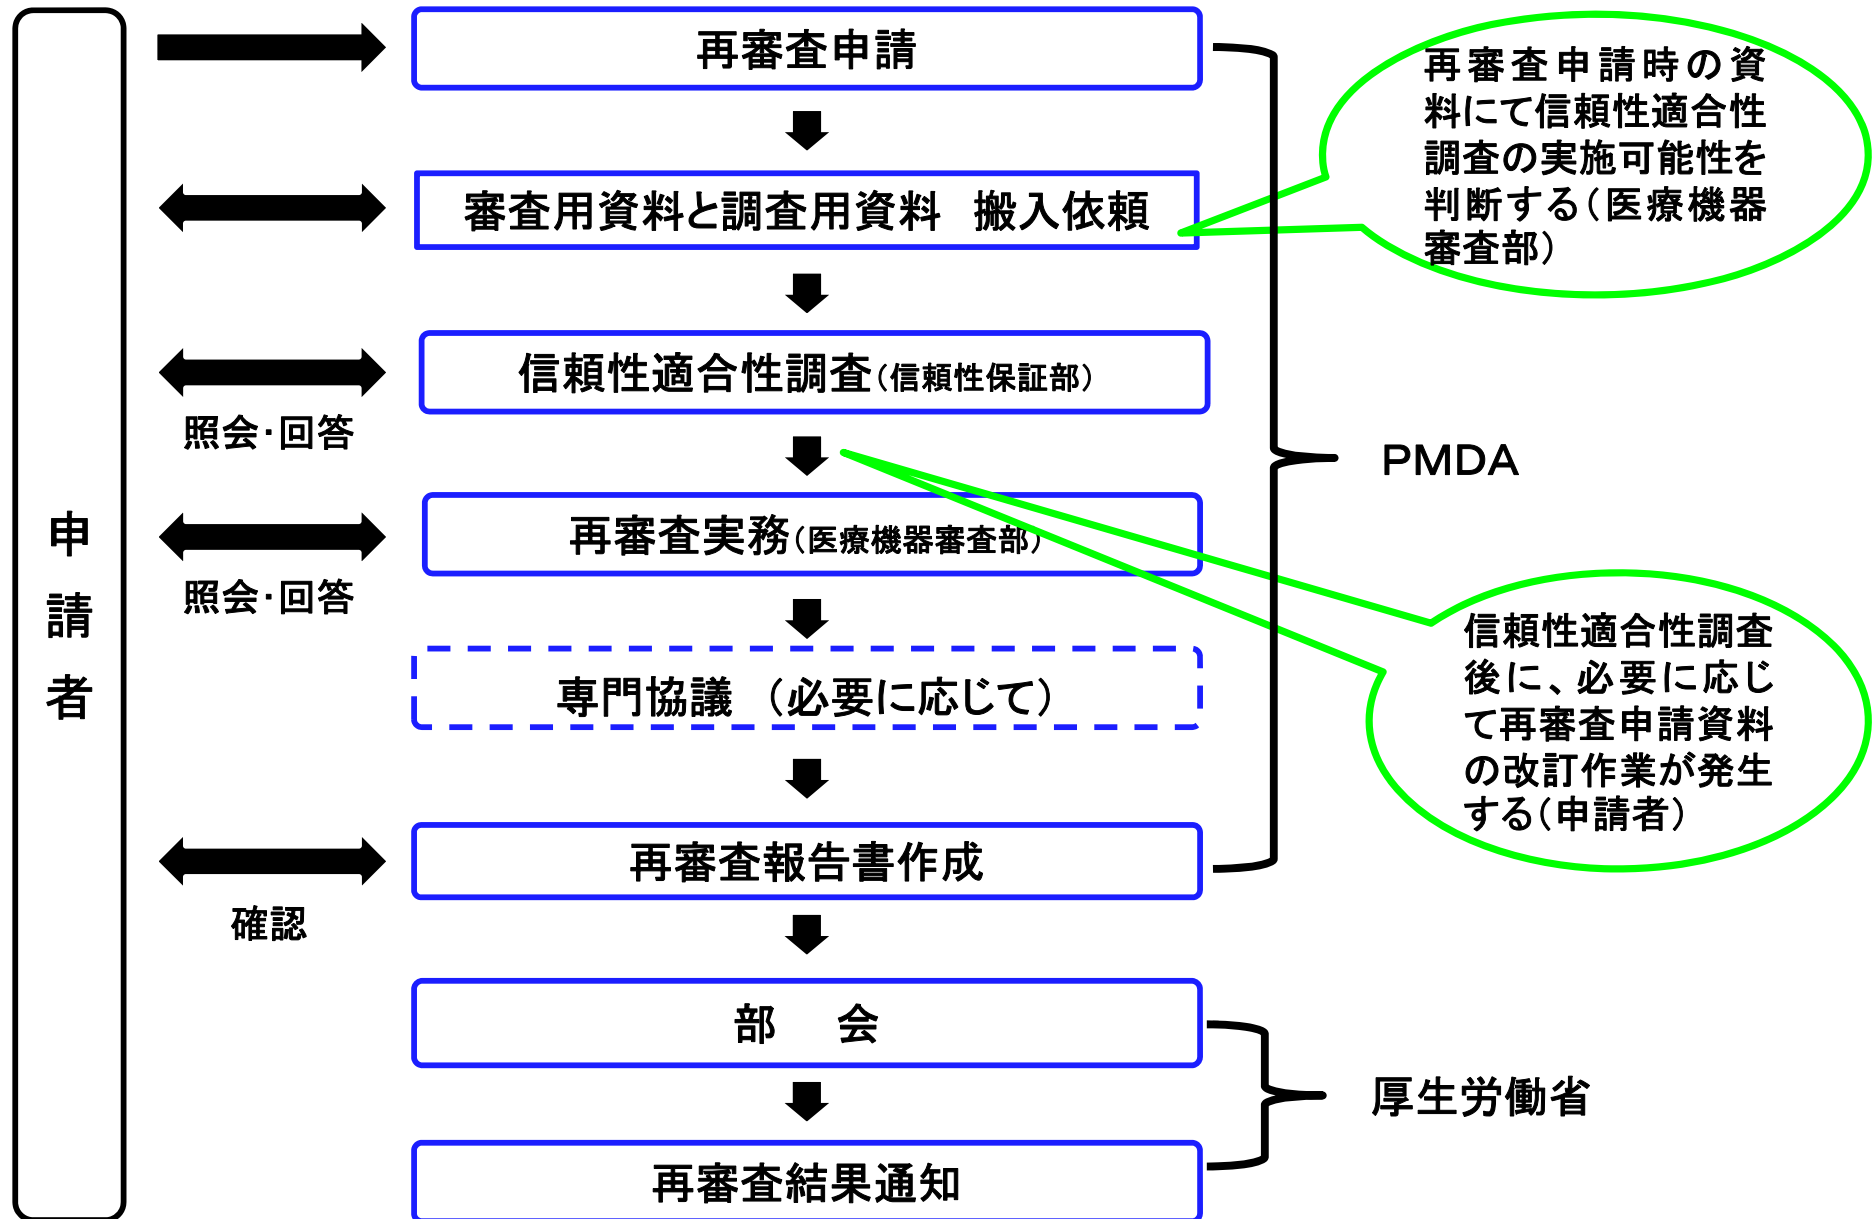 申請者
再審査申請
審査用資料と調査用資料　搬入依頼
信頼性適合性調査（信頼性保証部）
照会・回答
再審査実務（医療機器審査部）
照会・回答
専門協議　（必要に応じて）
再審査報告書作成
確認
部　会
再審査結果通知
PMDA
厚生労働省
再審査申請時の資
料にて信頼性適合性
調査の実施可能性を
判断する（医療機器
審査部）
信頼性適合性調査
後に、必要に応じ
て再審査申請資料
の改訂作業が発生
する（申請者）